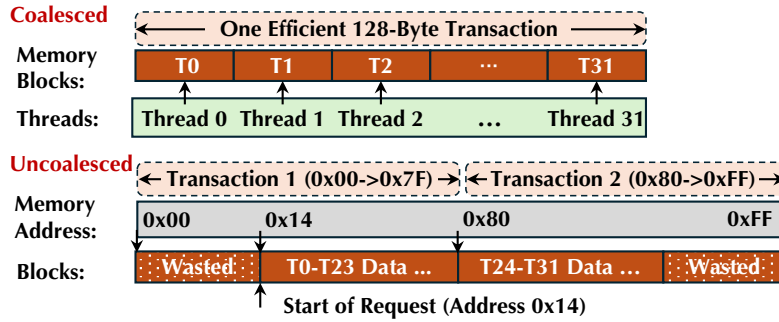 Coalesced
One Efficient 128-Byte Transaction
Memory Blocks:
T0 T1 T2 ... T31
Threads:
Thread 0 Thread 1 Thread 2 ... Thread 31
Uncoalesced
Transaction 1 (0x00->0x7F) Transaction 2 (0x80->0xFF)
Memory Address:
0x00 0x14 0x80 0xFF
Blocks:
Wasted T0-T23 Data ... T24-T31 Data ... Wasted
Start of Request (Address 0x14)